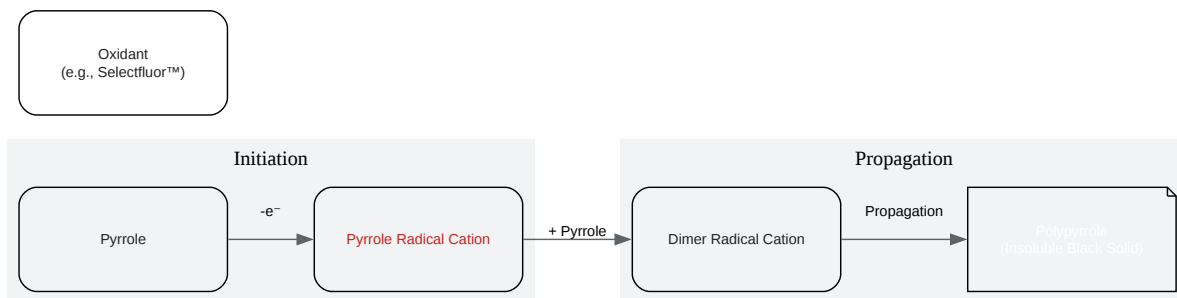 Oxidant
(e.g., Selectfluor™)
Initiation
Propagation
Pyrrole
-e⁻
Pyrrole Radical Cation
+ Pyrrole
Dimer Radical Cation
Propagation
Polypyrrole
(Insoluble Black Solid)